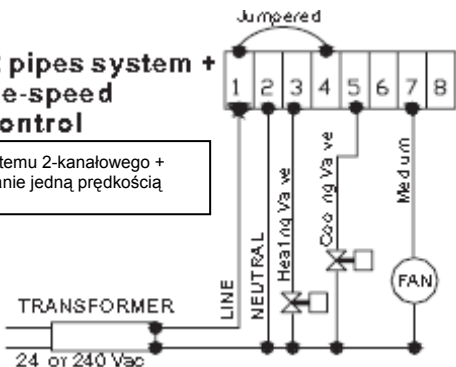 Jumpered
pipes system +
e-speed
ontrol
temu 2-kanałowego +
anie jedną prędkością
1 2 3 4 5 6 7 8
LINE
NEUTRAL
Heating Valve
Cooling Valve
Medium
FAN
TRANSFORMER
24 or 240 Vac